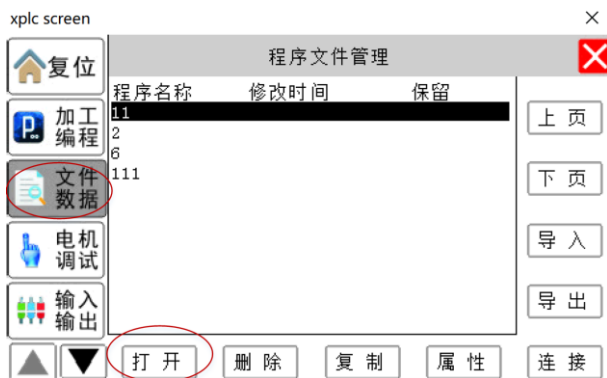 xplc screen
复位
程序文件管理
程序名称 修改时间 保留
11
2
6
111
加工
编程
文件
数据
电机
调试
输入
输出
上 页
下 页
导 入
导 出
打 开
删 除
复 制
属 性
连 接